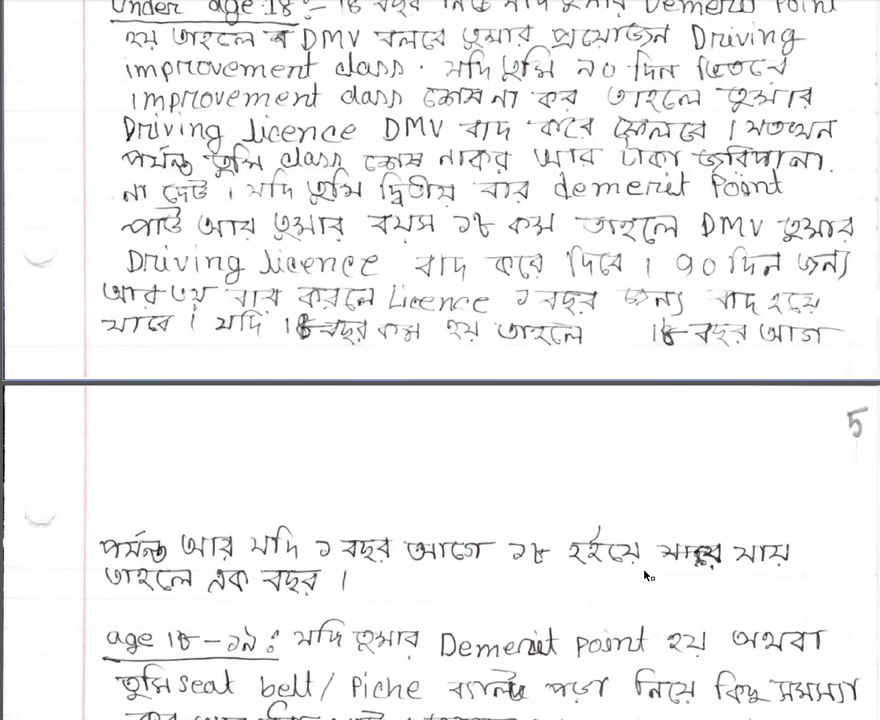 Under age 18 :- 18 বছর নিচে যদি তুমার Demerit Point
হয় তাহলে DMV বলবে তুমার প্রয়োজন Driving
improvement class. যদি তুমি ৯০ দিন ভিতরে
improvement class শেষ না কর তাহলে তুমার
Driving licence DMV বাদ করে ফেলবে। যতখন
পর্যন্ত তুমি class শেষ নাকর আর টাকা জরিমানা.
না দেউ। যদি তুমি দ্বিতীয় বার demerit Point
পাউ আর তুমার বয়স ১৮ কম তাহলে DMV তুমার
Driving licence বাদ করে দিবে। 90 দিন জন্য
আর ৩য় বার করলে Licence ১ বছর জন্য বাদ হয়ে
যাবে। যদি 18 বছর কম হয় তাহলে 18 বছর আগ
5
পর্যন্ত আর যদি ১ বছর আগে ১৮ হইয়ে যায়
তাহলে এক বছর।
age 18-১৯: যদি তুমার Demerit Point হয় অথবা
তুমি seat belt/ Piche ব্যাল্ট পড়া নিয়ে কিছু সমস্যা